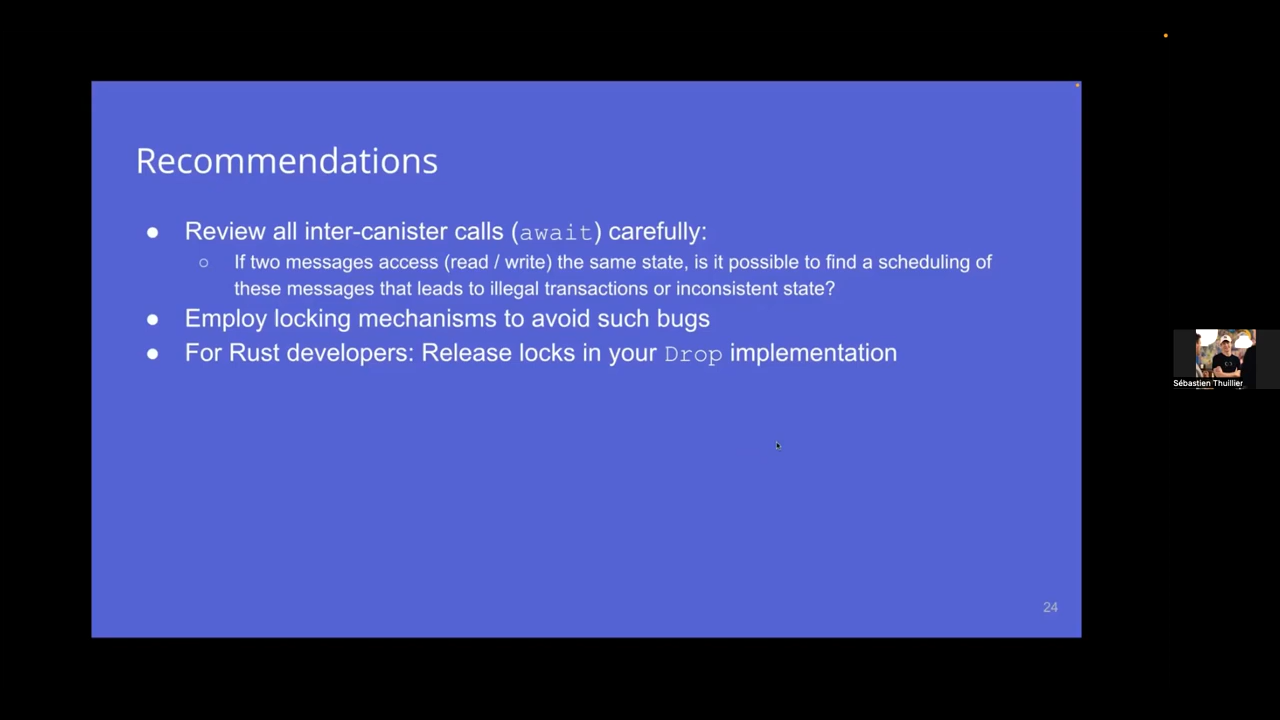 Recommendations
● Review all inter-canister calls (await) carefully:
○ If two messages access (read / write) the same state, is it possible to find a scheduling of
these messages that leads to illegal transactions or inconsistent state?
● Employ locking mechanisms to avoid such bugs
● For Rust developers: Release locks in your Drop implementation
Sébastien Thuillier
24